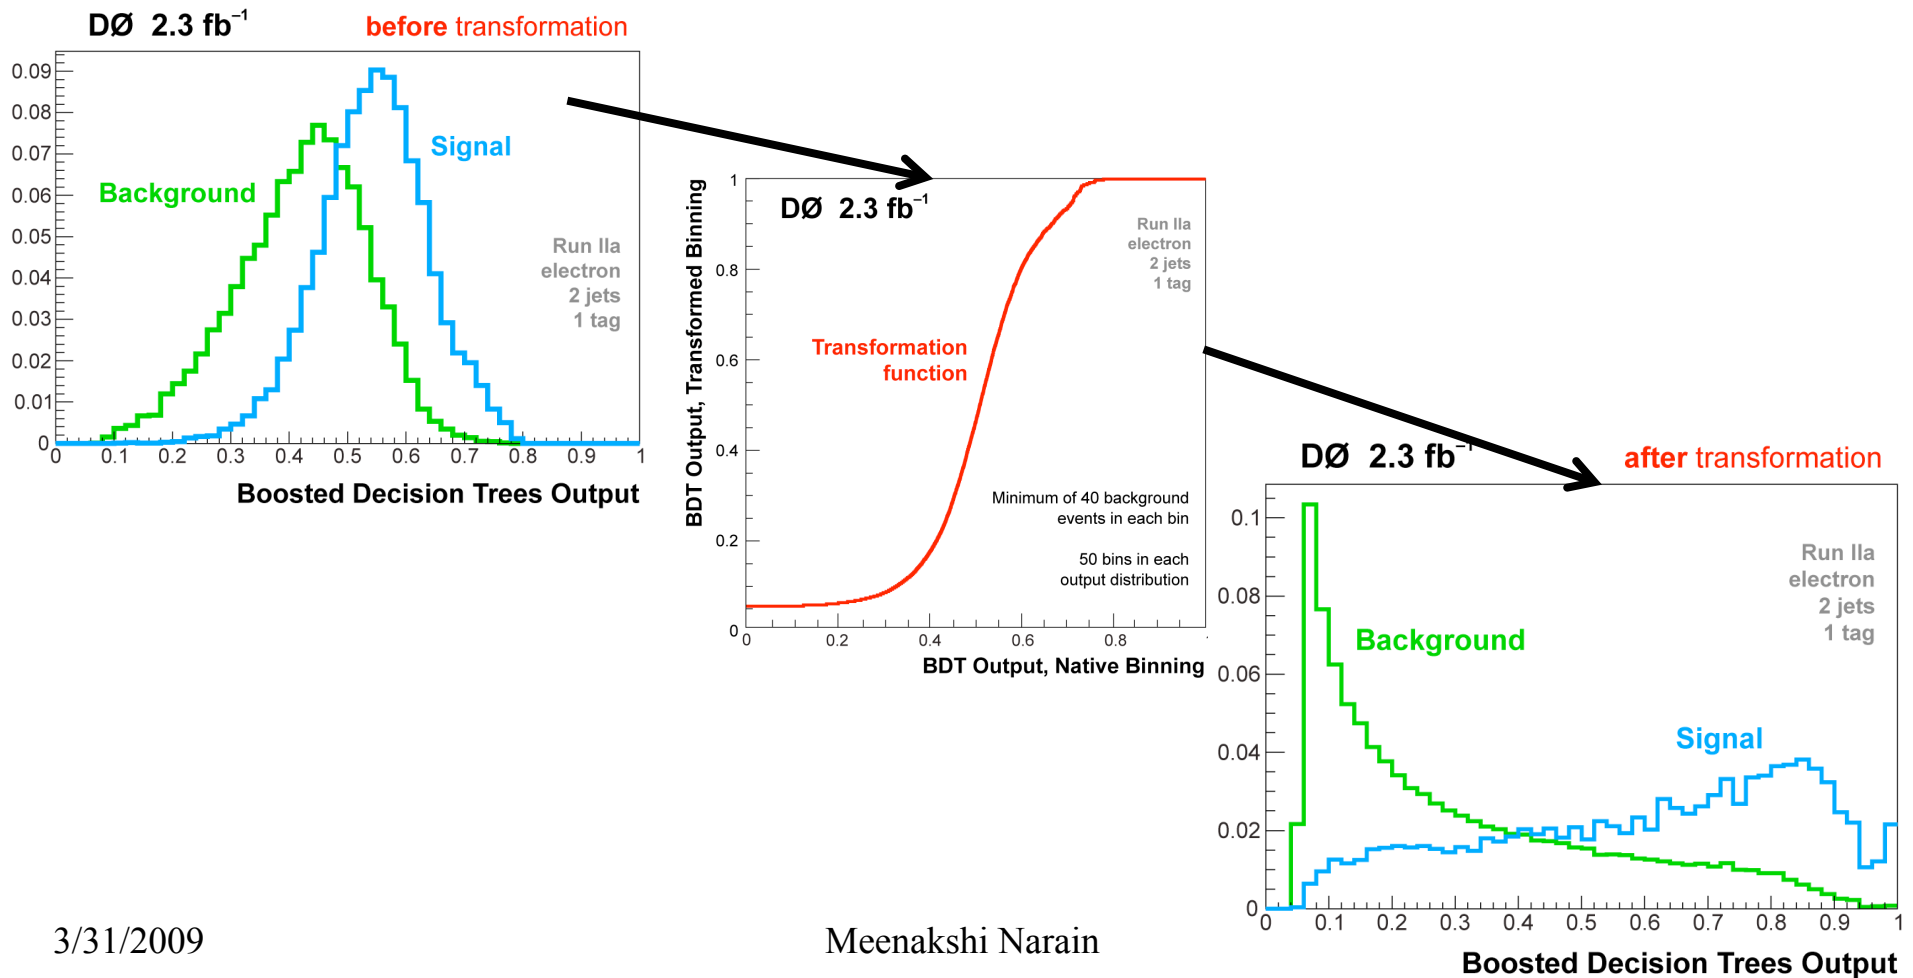 DØ 2.3 fb⁻¹
before transformation
0.09
0.08
0.07
0.06
0.05
0.04
0.03
0.02
0.01
0
Signal
Background
Run IIa
electron
2 jets
1 tag
0 0.1 0.2 0.3 0.4 0.5 0.6 0.7 0.8 0.9 1
Boosted Decision Trees Output
BDT Output, Transformed Binning
1
0.8
0.6
0.4
0.2
0
DØ 2.3 fb⁻¹
Run IIa
electron
2 jets
1 tag
Transformation
function
Minimum of 40 background
events in each bin
50 bins in each
output distribution
0 0.2 0.4 0.6 0.8
BDT Output, Native Binning
DØ 2.3 fb⁻¹
after transformation
0.1
0.08
0.06
0.04
0.02
0
Run IIa
electron
2 jets
1 tag
Background
Signal
0 0.1 0.2 0.3 0.4 0.5 0.6 0.7 0.8 0.9 1
Boosted Decision Trees Output
3/31/2009
Meenakshi Narain